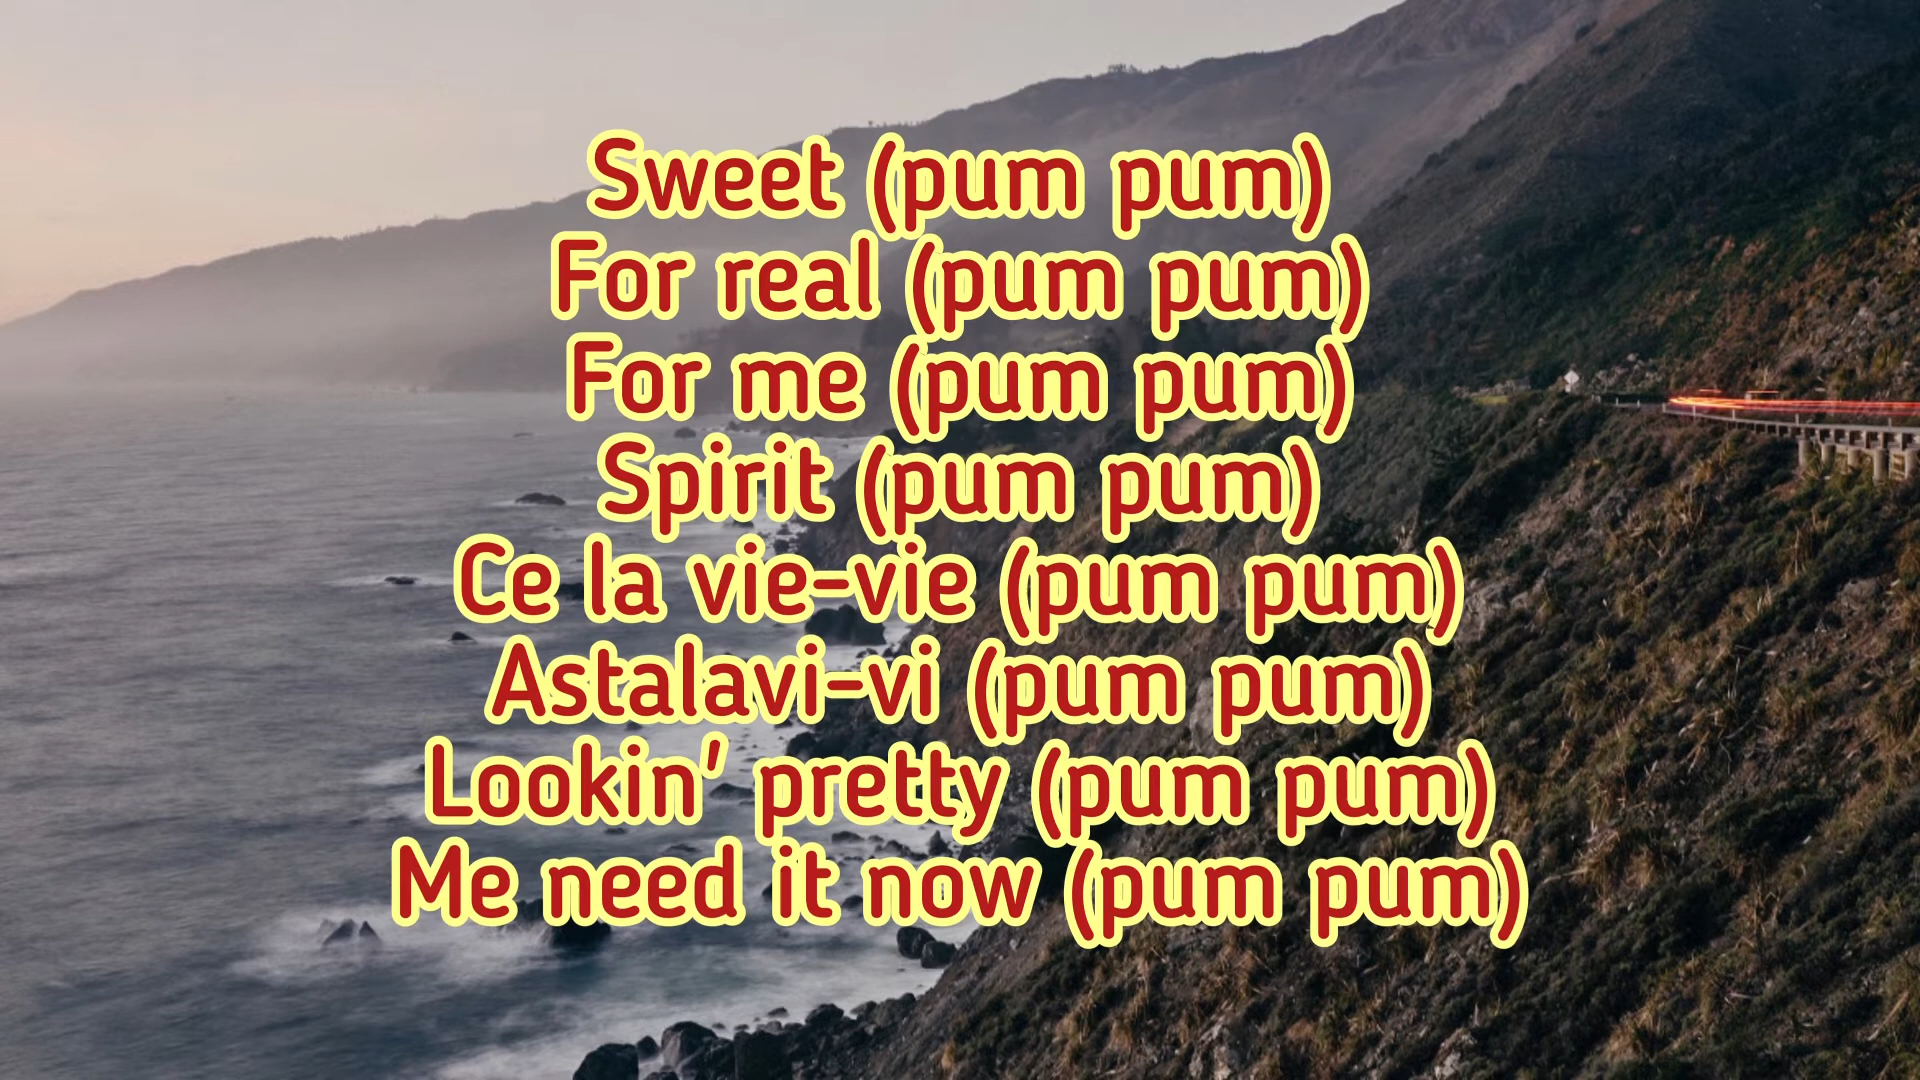 Sweet (pum pum)
For real (pum pum)
For me (pum pum)
Spirit (pum pum)
Ce la vie-vie (pum pum)
Astalavi-vi (pum pum)
Lookin' pretty (pum pum)
Me need it now (pum pum)